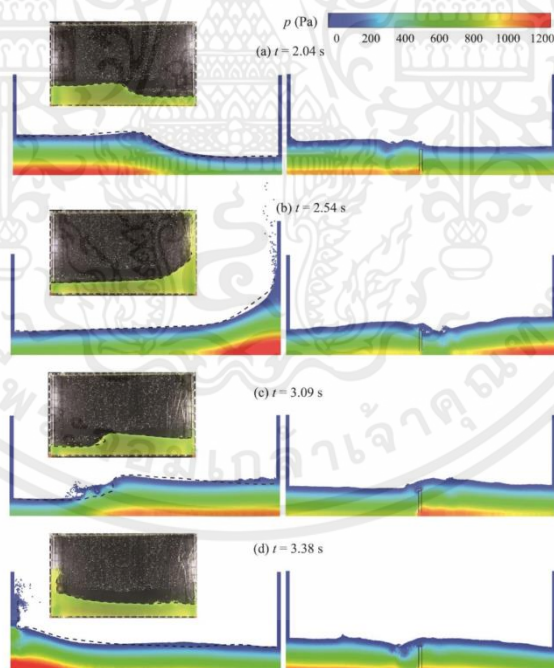 p (Pa)
0 200 400 600 800 1000 1200
(a) t = 2.04 s
(b) t = 2.54 s
(c) t = 3.09 s
(d) t = 3.38 s